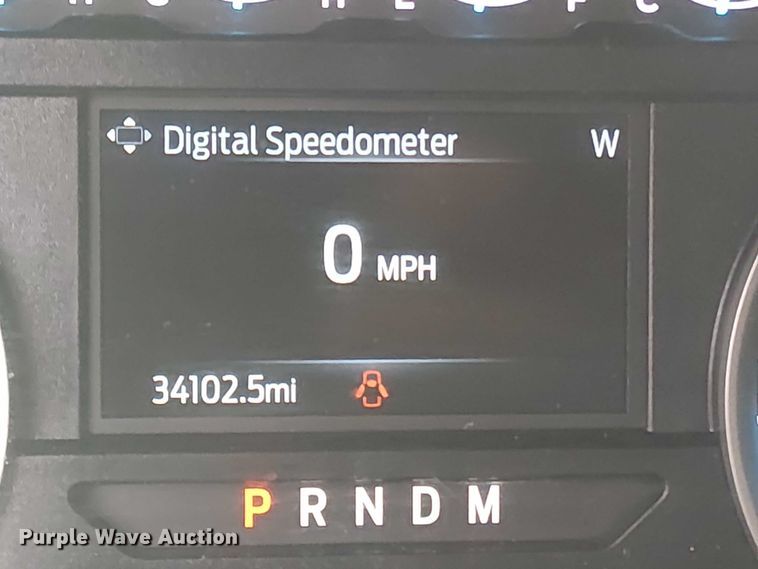 H C H E F C
Digital Speedometer W
0 MPH
34102.5mi
P R N D M
Purple Wave Auction